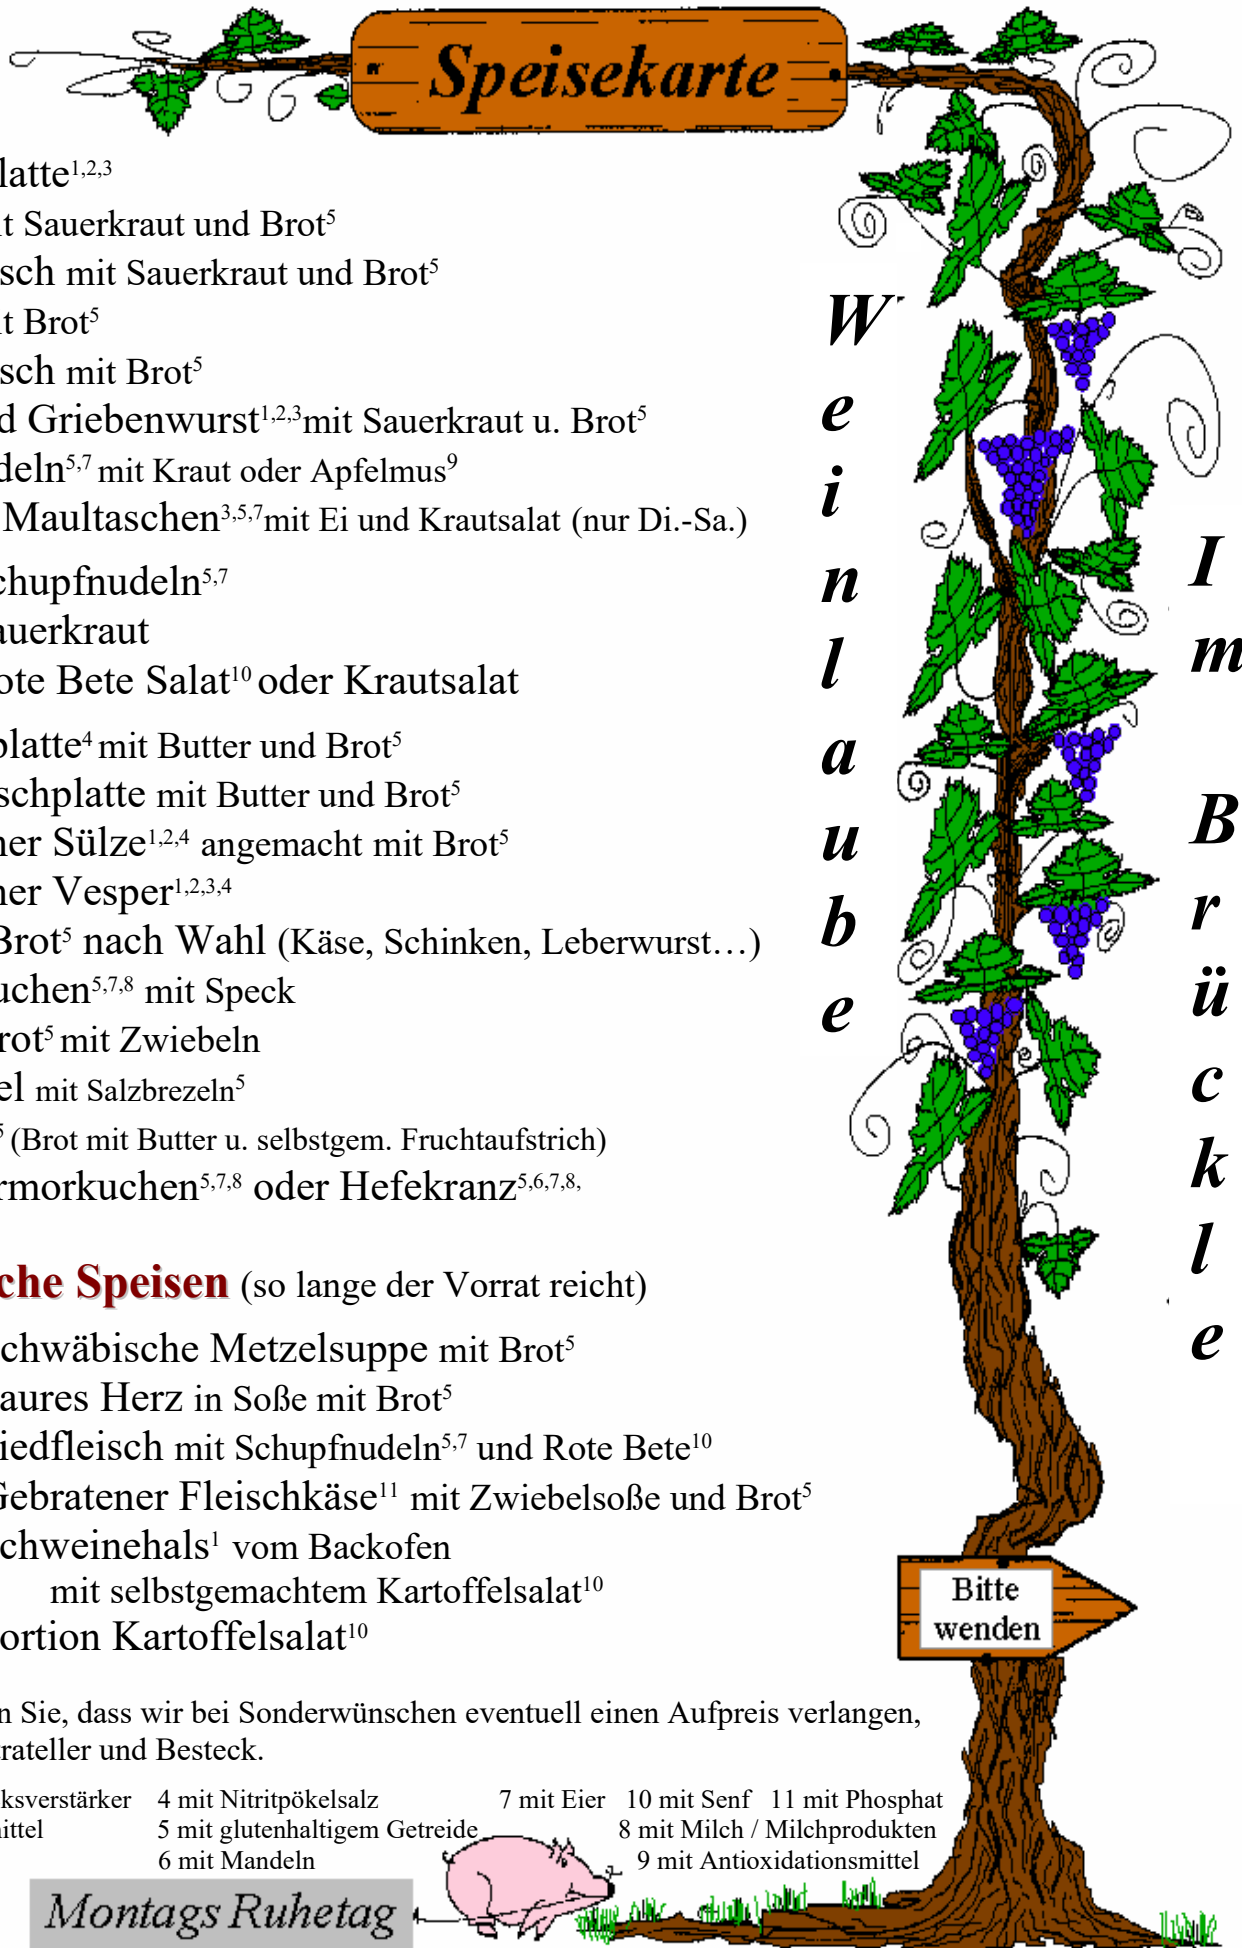 Speisekarte
latte1,2,3
t Sauerkraut und Brot5
sch mit Sauerkraut und Brot5
t Brot5
sch mit Brot5
d Griebenwurst1,2,3mit Sauerkraut u. Brot5
deln5,7 mit Kraut oder Apfelmus9
Maultaschen3,5,7mit Ei und Krautsalat (nur Di.-Sa.)
chupfnudeln5,7
auerkraut
ote Bete Salat10 oder Krautsalat
platte4 mit Butter und Brot5
schplatte mit Butter und Brot5
ner Sülze1,2,4 angemacht mit Brot5
ner Vesper1,2,3,4
Brot5 nach Wahl (Käse, Schinken, Leberwurst…)
uchen5,7,8 mit Speck
rot5 mit Zwiebeln
el mit Salzbrezeln5
5 (Brot mit Butter u. selbstgem. Fruchtaufstrich)
rmorkuchen5,7,8 oder Hefekranz5,6,7,8,
che Speisen (so lange der Vorrat reicht)
chwäbische Metzelsuppe mit Brot5
aures Herz in Soße mit Brot5
iedfleisch mit Schupfnudeln5,7 und Rote Bete10
Gebratener Fleischkäse11 mit Zwiebelsoße und Brot5
chweinehals1 vom Backofen
mit selbstgemachtem Kartoffelsalat10
ortion Kartoffelsalat10
n Sie, dass wir bei Sonderwünschen eventuell einen Aufpreis verlangen,
trateller und Besteck.
ksverstärker 4 mit Nitritpökelsalz 7 mit Eier 10 mit Senf 11 mit Phosphat
nittel 5 mit glutenhaltigem Getreide 8 mit Milch / Milchprodukten
6 mit Mandeln 9 mit Antioxidationsmittel
Montags Ruhetag
Weinlaube
Im Brückle
Bitte
wenden